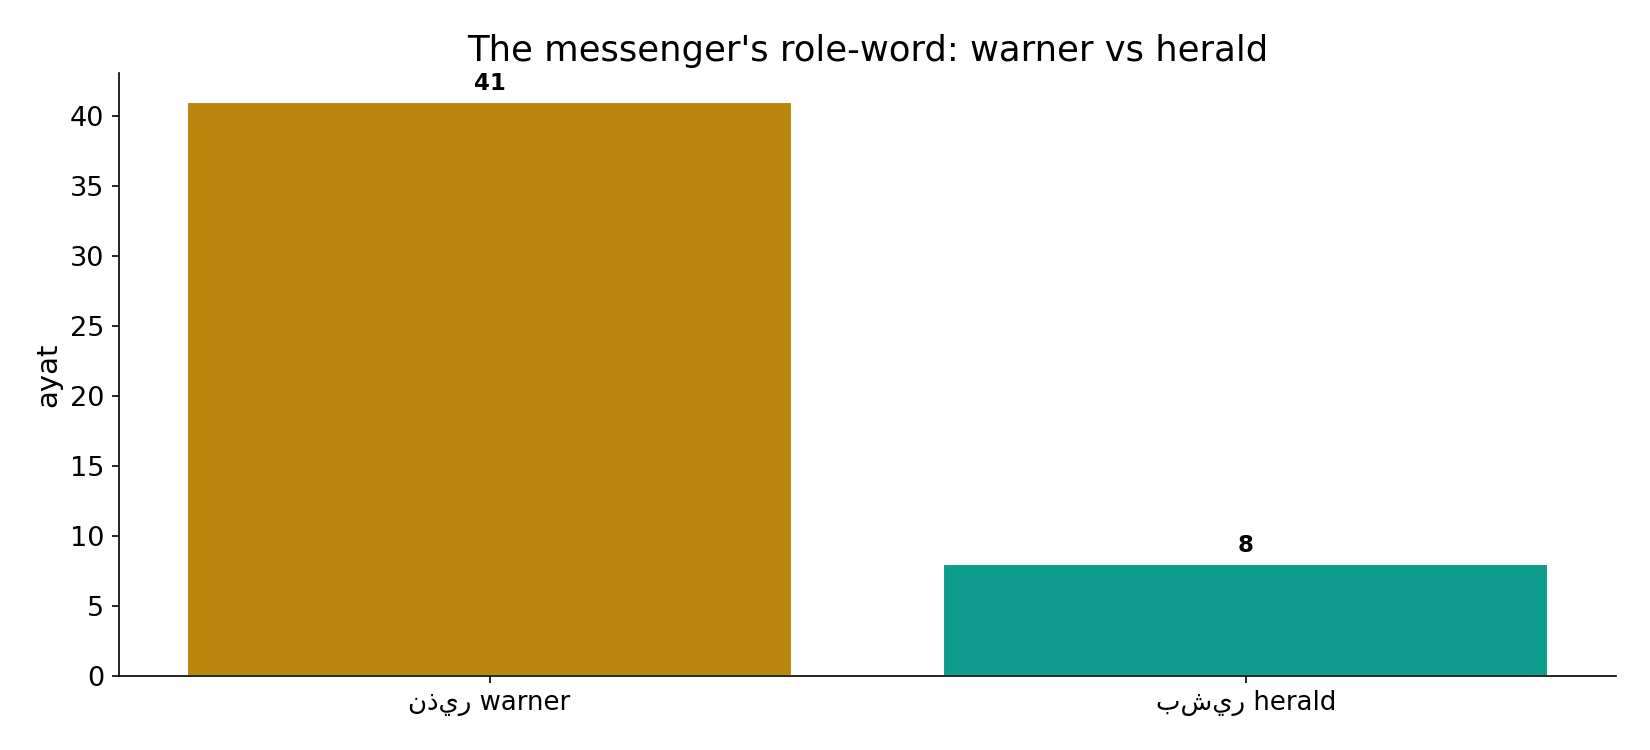 The messenger's role-word: warner vs herald
41
8
ayat
40
35
30
25
20
15
10
5
0
نذير warner
بشير herald